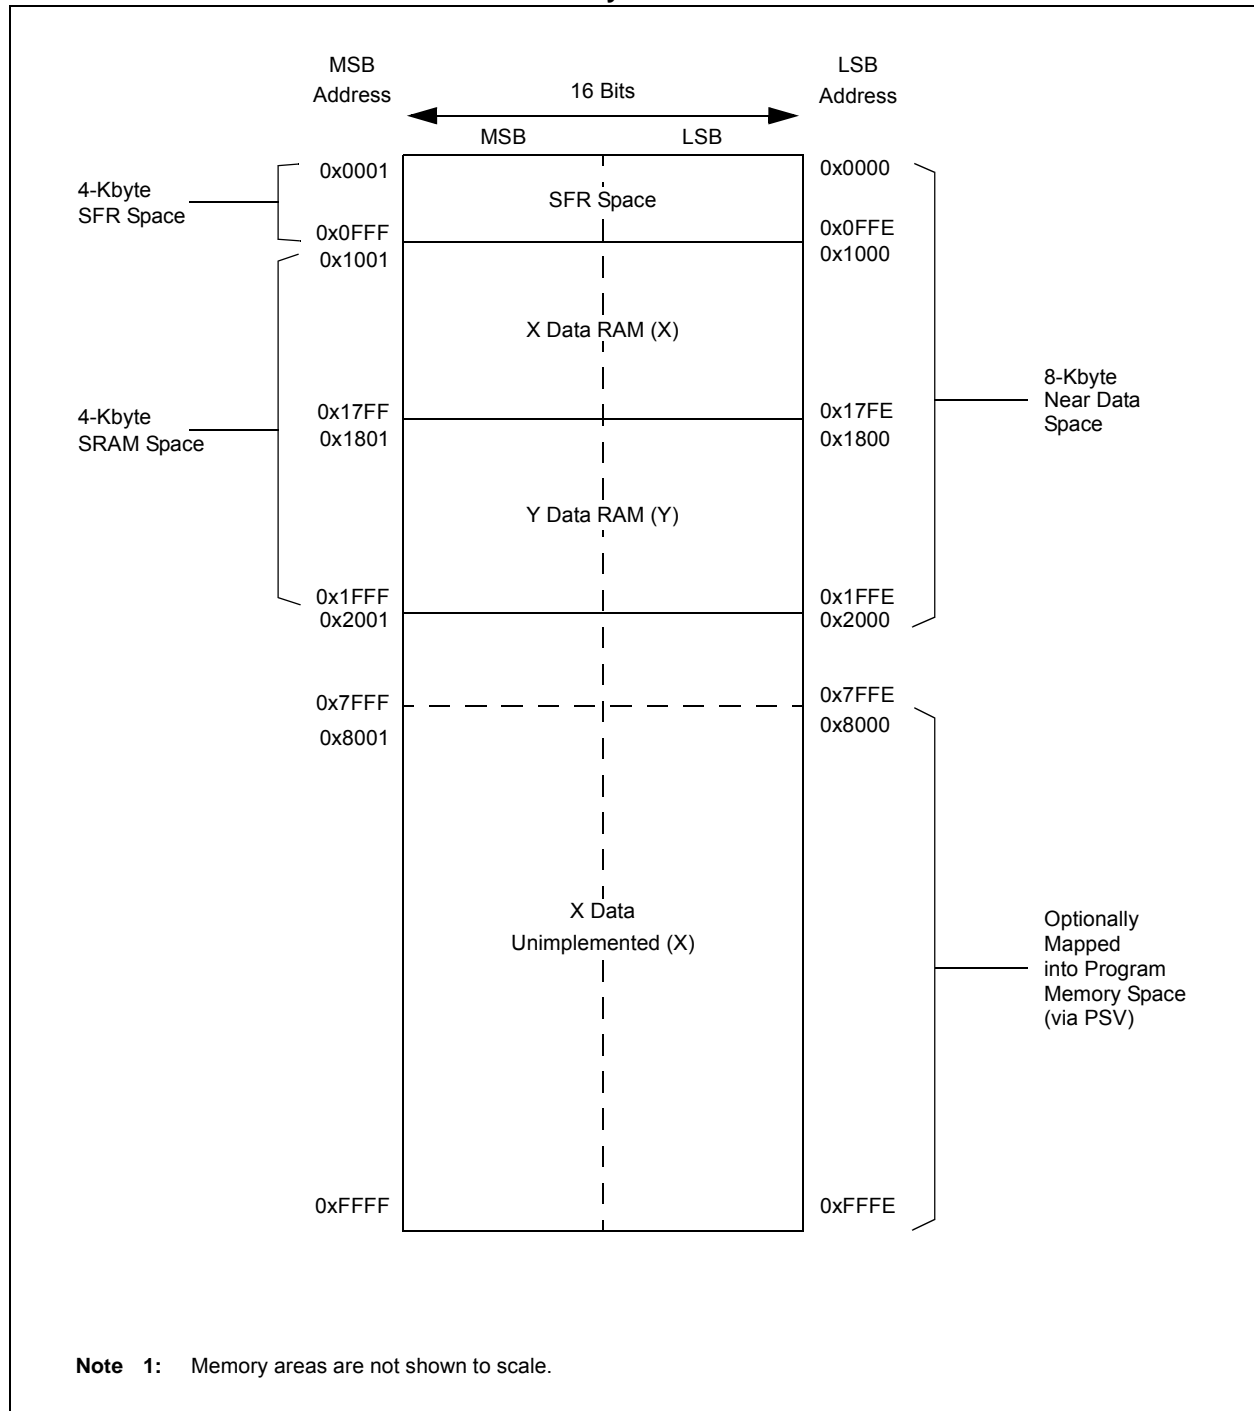 MSB
Address
LSB
Address
16 Bits
MSB
LSB
0x0001
0x0000
4-Kbyte
SFR Space
SFR Space
0x0FFF
0x0FFE
0x1001
0x1000
X Data RAM (X)
8-Kbyte
Near Data
Space
0x17FF
0x17FE
4-Kbyte
SRAM Space
0x1801
0x1800
Y Data RAM (Y)
0x1FFF
0x1FFE
0x2001
0x2000
0x7FFF
0x7FFE
0x8001
0x8000
X Data
Unimplemented (X)
Optionally
Mapped
into Program
Memory Space
(via PSV)
0xFFFF
0xFFFE
Note 1: Memory areas are not shown to scale.